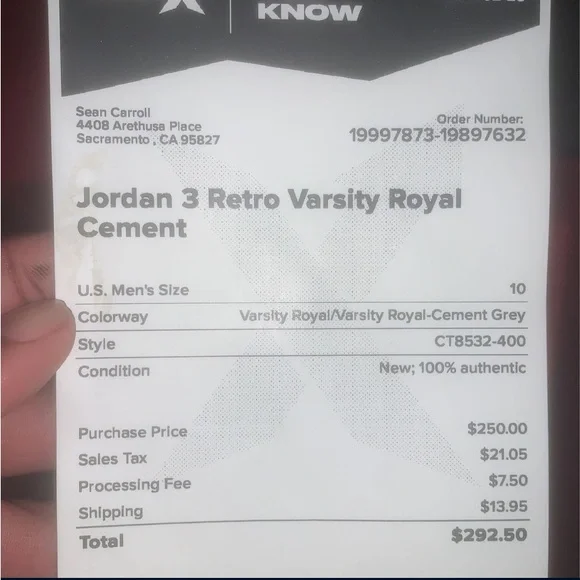 KNOW
Sean Carroll
4408 Arethusa Place
Sacramento , CA 95827
Order Number:
19997873-19897632
Jordan 3 Retro Varsity Royal
Cement
U.S. Men's Size 10
Colorway Varsity Royal/Varsity Royal-Cement Grey
Style CT8532-400
Condition New; 100% authentic
Purchase Price $250.00
Sales Tax $21.05
Processing Fee $7.50
Shipping $13.95
Total $292.50